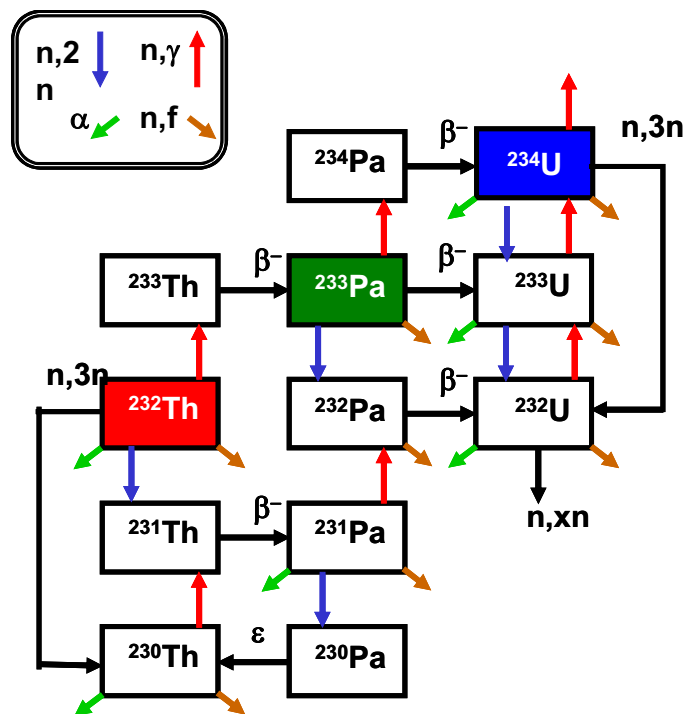 n,2
n
n,γ
α
n,f
β⁻
n,3n
²³⁴Pa
²³⁴U
β⁻
β⁻
²³³Th
²³³Pa
²³³U
n,3n
β⁻
²³²Th
²³²Pa
²³²U
β⁻
n,xn
²³¹Th
²³¹Pa
ε
²³⁰Th
²³⁰Pa